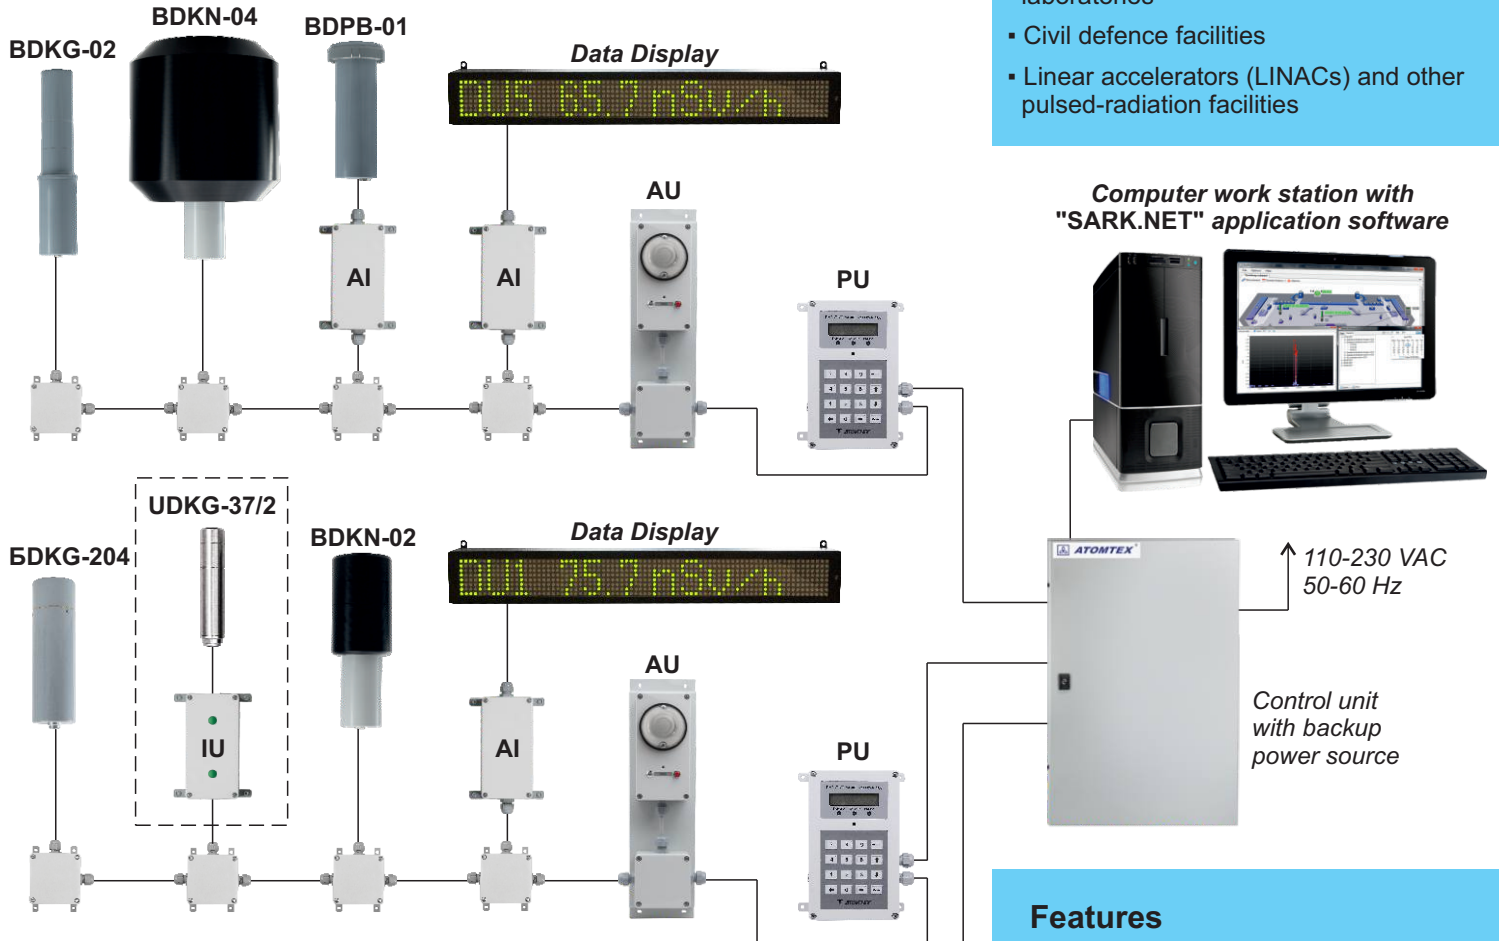 laboratories
▪ Civil defence facilities
▪ Linear accelerators (LINACs) and other
pulsed-radiation facilities
BDKG-02
BDKN-04
BDPB-01
Data Display
DU5 65.7 nSv/h
AI
AI
AU
PU
Computer work station with
"SARK.NET" application software
БDKG-204
UDKG-37/2
IU
BDKN-02
Data Display
DU1 75.7 nSv/h
AI
AU
PU
ATOMTEX
110-230 VAC
50-60 Hz
Control unit
with backup
power source
Features